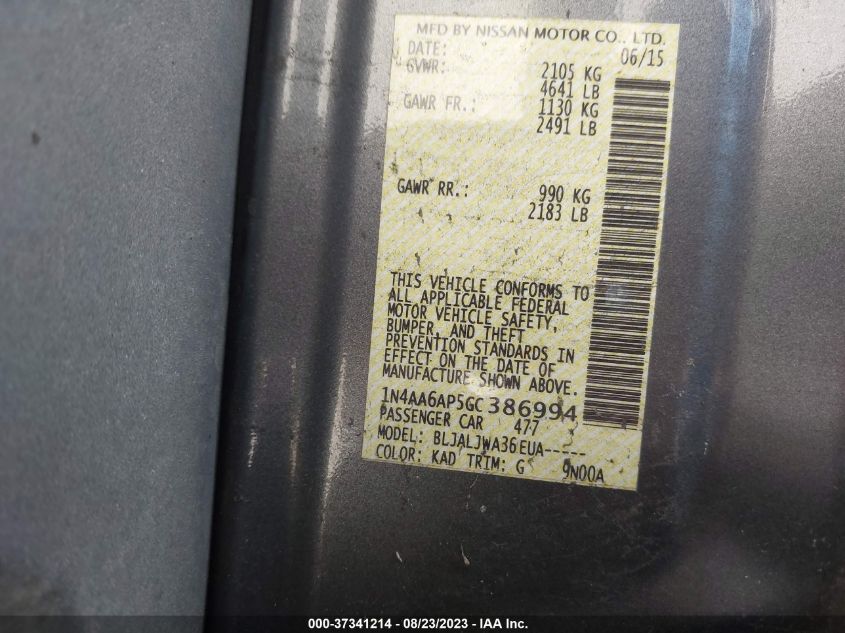 MFD BY NISSAN MOTOR CO., LTD.
DATE: 06/15
GVWR: 2105 KG
4641 LB
GAWR FR.: 1130 KG
2491 LB
GAWR RR.: 990 KG
2183 LB
THIS VEHICLE CONFORMS TO
ALL APPLICABLE FEDERAL
MOTOR VEHICLE SAFETY,
BUMPER, AND THEFT
PREVENTION STANDARDS IN
EFFECT ON THE DATE OF
MANUFACTURE SHOWN ABOVE.
1N4AA6AP5GC386994
PASSENGER CAR 477
MODEL: BLJALJWA36EUA-----
COLOR: KAD TRIM: G 9N00A
000-37341214 - 08/23/2023 - IAA Inc.